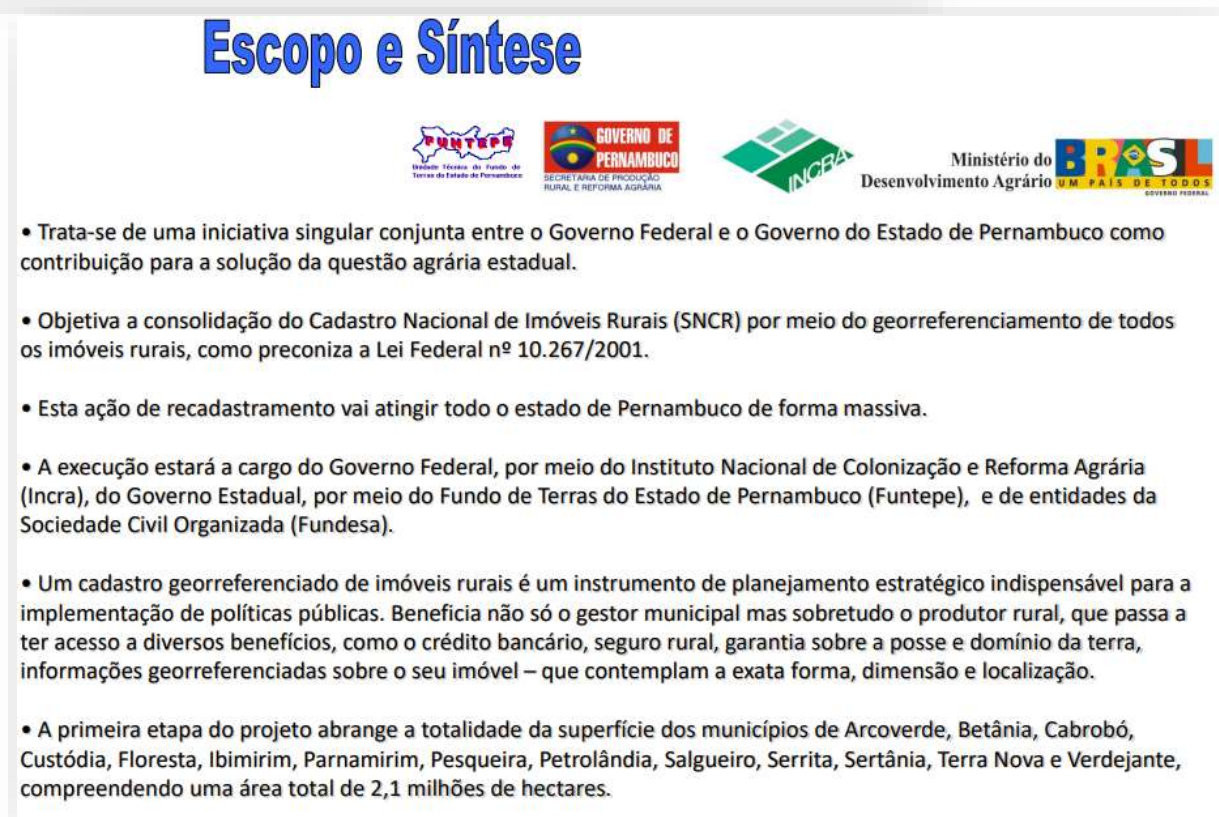 Escopo e Síntese
FUNTEPE
Unidade Técnica do Fundo de
Terras do Estado de Pernambuco
GOVERNO DE
PERNAMBUCO
SECRETARIA DE PRODUÇÃO
RURAL E REFORMA AGRÁRIA
INCRA
Ministério do
Desenvolvimento Agrário
BRASIL
UM PAÍS DE TODOS
GOVERNO FEDERAL
• Trata-se de uma iniciativa singular conjunta entre o Governo Federal e o Governo do Estado de Pernambuco como
contribuição para a solução da questão agrária estadual.
• Objetiva a consolidação do Cadastro Nacional de Imóveis Rurais (SNCR) por meio do georreferenciamento de todos
os imóveis rurais, como preconiza a Lei Federal nº 10.267/2001.
• Esta ação de recadastramento vai atingir todo o estado de Pernambuco de forma massiva.
• A execução estará a cargo do Governo Federal, por meio do Instituto Nacional de Colonização e Reforma Agrária
(Incra), do Governo Estadual, por meio do Fundo de Terras do Estado de Pernambuco (Funtepe), e de entidades da
Sociedade Civil Organizada (Fundesa).
• Um cadastro georreferenciado de imóveis rurais é um instrumento de planejamento estratégico indispensável para a
implementação de políticas públicas. Beneficia não só o gestor municipal mas sobretudo o produtor rural, que passa a
ter acesso a diversos benefícios, como o crédito bancário, seguro rural, garantia sobre a posse e domínio da terra,
informações georreferenciadas sobre o seu imóvel – que contemplam a exata forma, dimensão e localização.
• A primeira etapa do projeto abrange a totalidade da superfície dos municípios de Arcoverde, Betânia, Cabrobó,
Custódia, Floresta, Ibimirim, Parnamirim, Pesqueira, Petrolândia, Salgueiro, Serrita, Sertânia, Terra Nova e Verdejante,
compreendendo uma área total de 2,1 milhões de hectares.